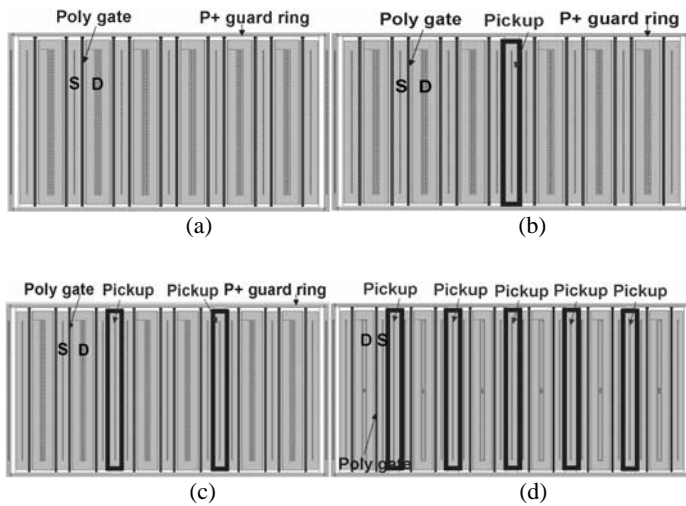 Poly gate P+ guard ring
S D
(a)
Poly gate Pickup P+ guard ring
S D
(b)
Poly gate Pickup Pickup P+ guard ring
S D
(c)
Pickup Pickup Pickup Pickup Pickup
D S
Poly gate
(d)